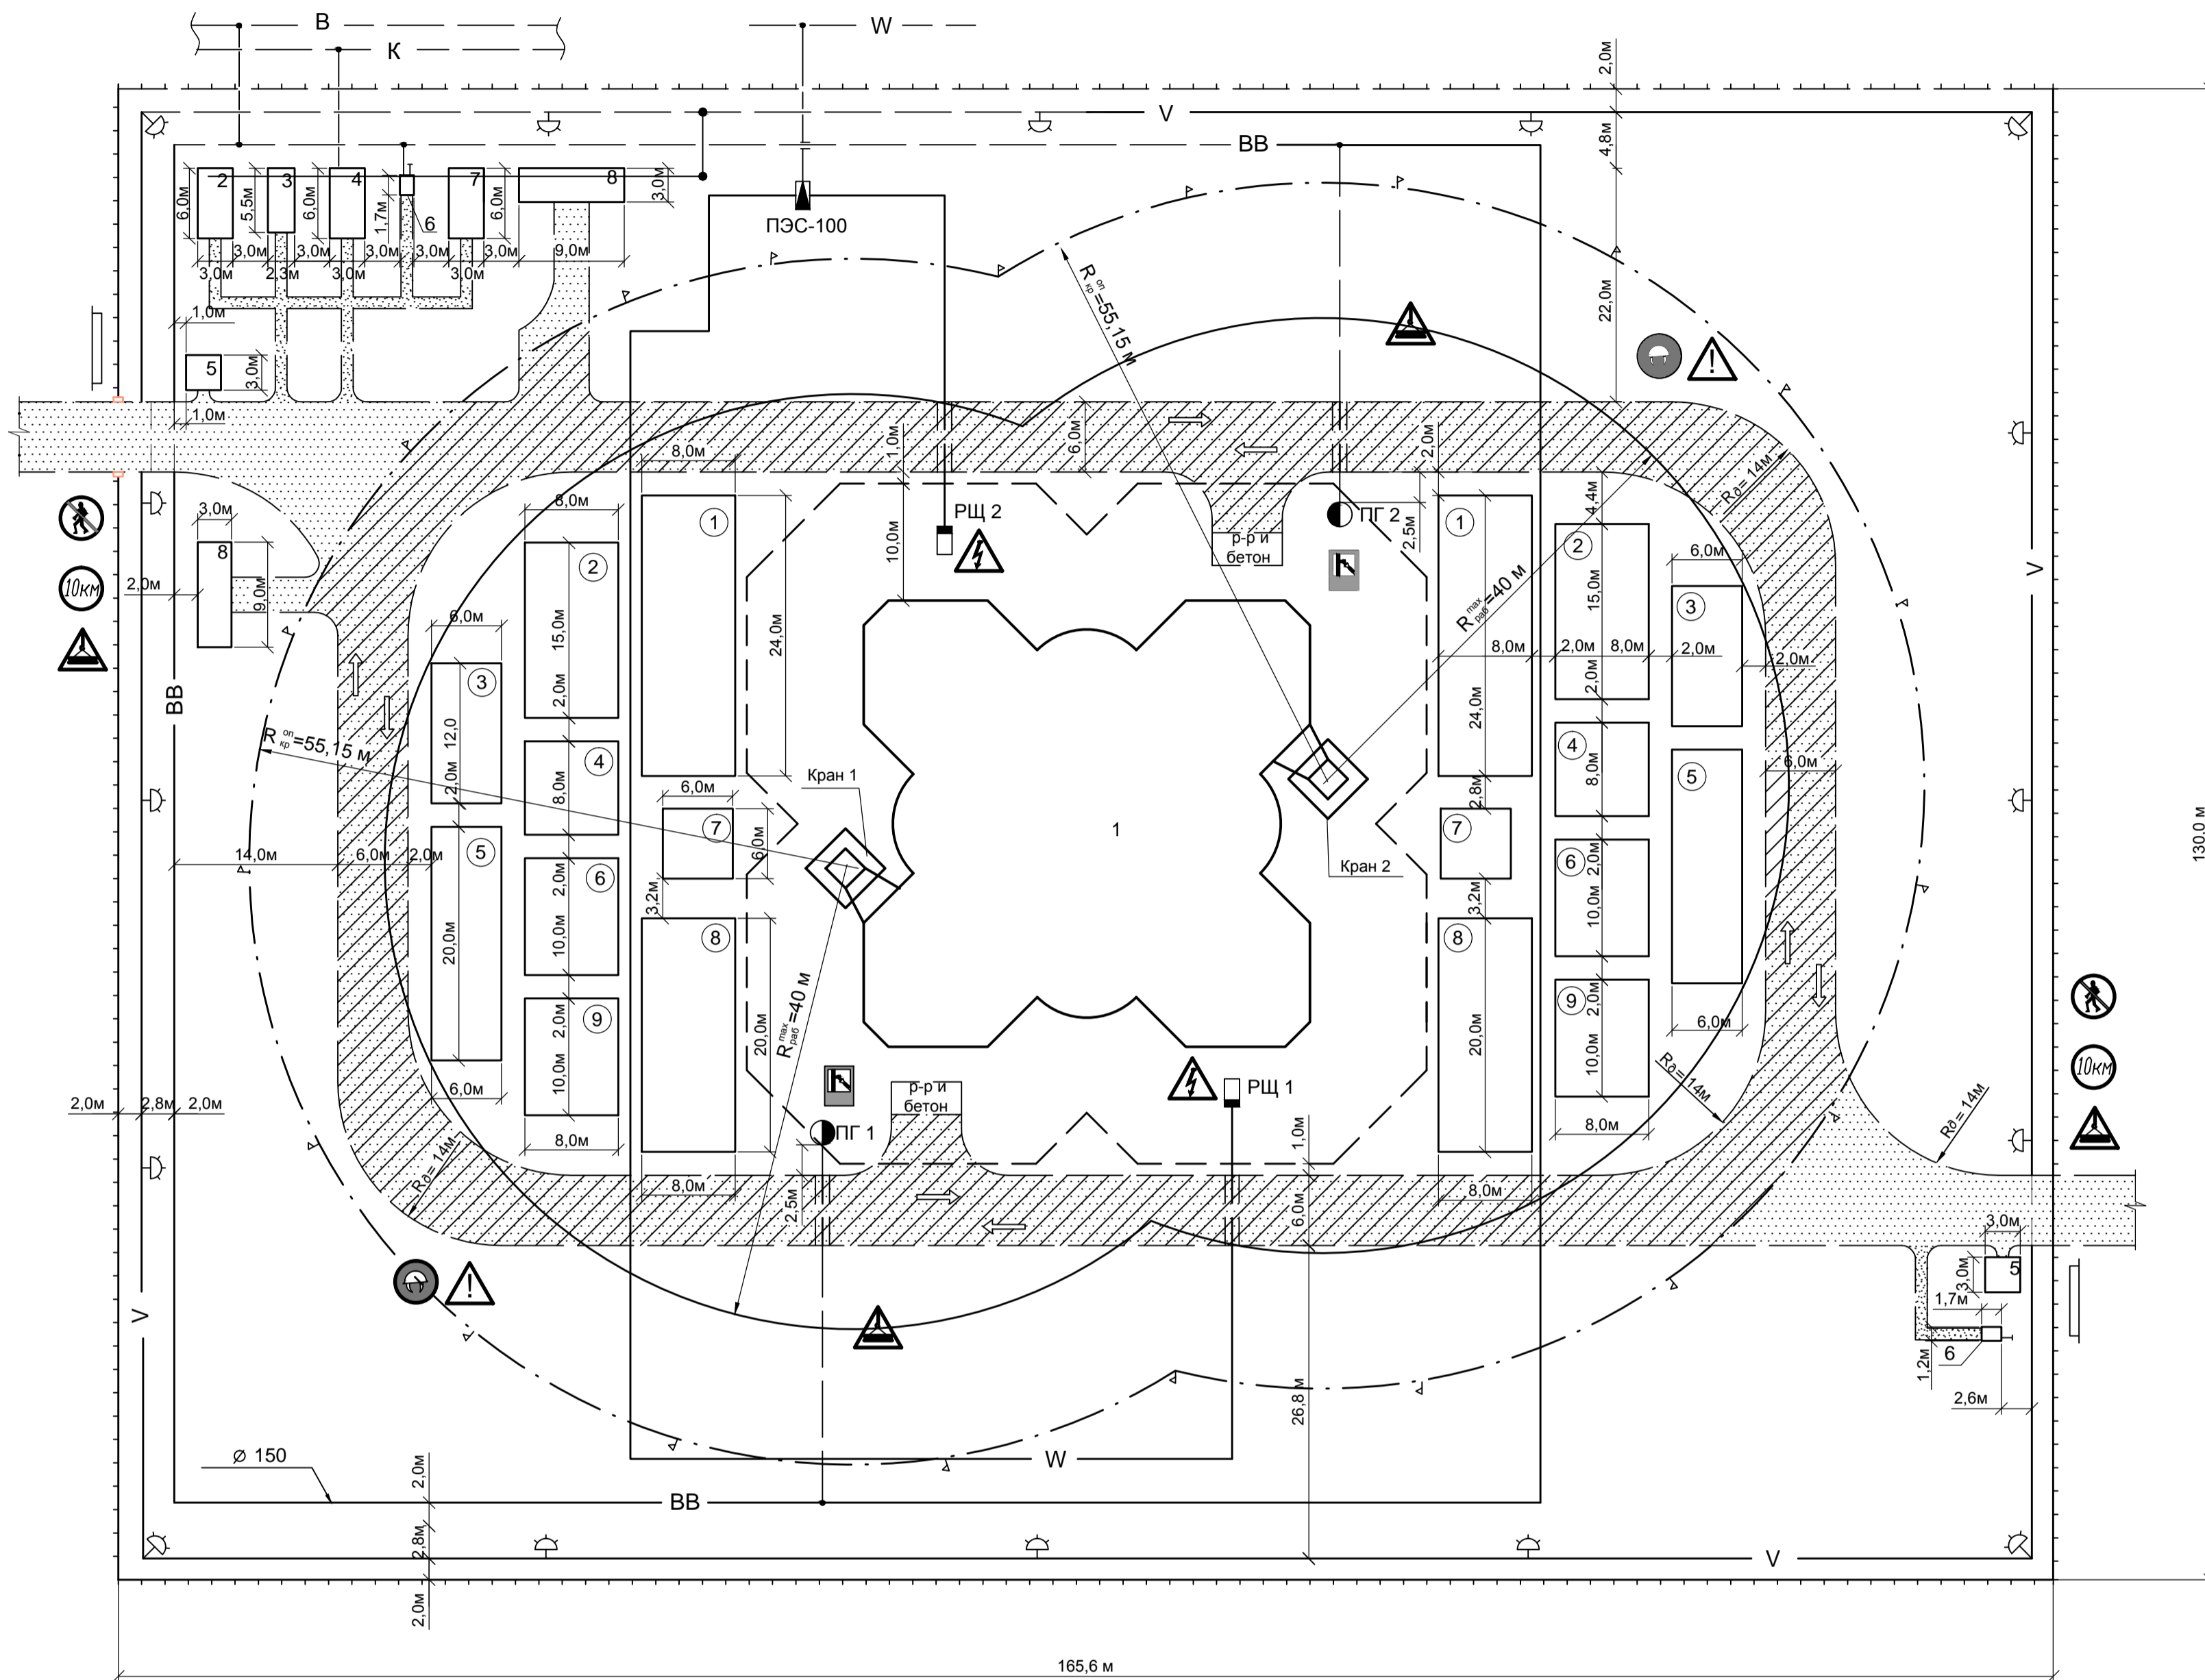 В
К
W
2,0м
V
4,8м
ВВ
2
3
4
7
8
6,0м
5,5м
6,0м
1,7м
6
6,0м
3,0м
ПЭС-100
3,0м
3,0м
3,0м
3,0м
3,0м
9,0м
3,0м
2,3м
3,0м
3,0м
R кр оп =55,15 м
22,0м
1,0м
5
3,0м
1,0м
8,0м
1,0м
6,0м
2,0м
Rд= 14м
3,0м
8,0м
1
РЩ 2
ПГ 2
2,5м
1
4,4м
р-р и
бетон
2
6,0м
8
2
10,0м
10км
2,0м
9,0м
15,0м
24,0м
R раб max =40 м
15,0м
3
V
6,0м
8,0м
2,0м
8,0м
2,0м
2,0м
ВВ
3
2,0м
24,0м
2,0м
R кр оп =55,15 м
12,0
2,0м
4
8,0м
Кран 1
6,0м
2,8м
4
8,0м
5
6,0м
7
6,0м
1
7
130,0 м
14,0м
6,0м
2,0м
5
6
2,0м
3,2м
Кран 2
3,2м
6
2,0м
20,0м
10,0м
8
8
10,0м
9
2,0м
10,0м
20,0м
R раб max =40 м
20,0м
9
2,0м
10,0м
6,0м
10км
6,0м
Rд= 14м
2,0м
2,8м
2,0м
р-р и
бетон
РЩ 1
8,0м
Rд= 14м
ПГ 1
8,0м
Rд= 14м
1,0м
8,0м
2,5м
6,0м
8,0м
3,0м
5
3,0м
1,7м
V
6
1,2м
2,6м
26,8 м
∅ 150
2,0м
W
ВВ
2,8м
V
2,0м
165,6 м